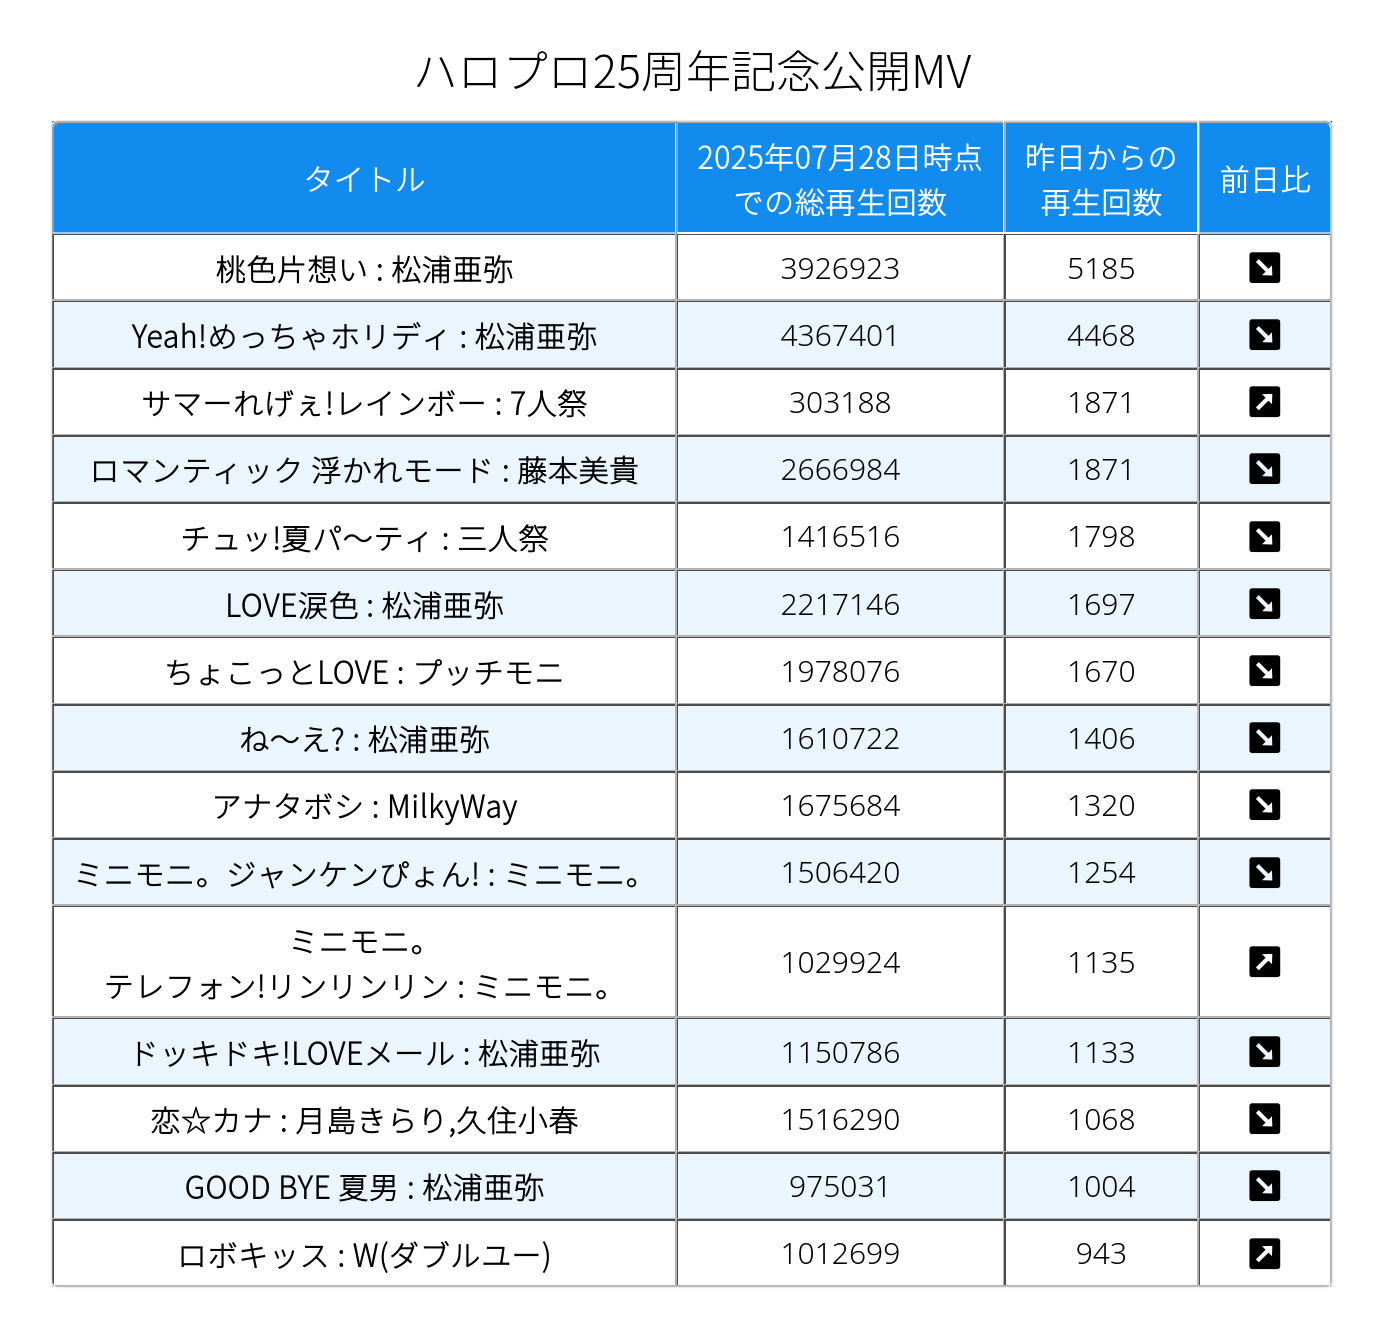 ハロプロ25周年記念公開MV
タイトル
2025年07月28日時点
での総再生回数
昨日からの
再生回数
前日比
桃色片想い : 松浦亜弥 3926923 5185 ↘
Yeah!めっちゃホリディ : 松浦亜弥 4367401 4468 ↘
サマーれげぇ!レインボー : 7人祭 303188 1871 ↗
ロマンティック 浮かれモード : 藤本美貴 2666984 1871 ↘
チュッ!夏パ〜ティ : 三人祭 1416516 1798 ↘
LOVE涙色 : 松浦亜弥 2217146 1697 ↘
ちょこっとLOVE : プッチモニ 1978076 1670 ↘
ね〜え? : 松浦亜弥 1610722 1406 ↘
アナタボシ : MilkyWay 1675684 1320 ↘
ミニモニ。ジャンケンぴょん! : ミニモニ。 1506420 1254 ↘
ミニモニ。
テレフォン!リンリンリン : ミニモニ。 1029924 1135 ↗
ドッキドキ!LOVEメール : 松浦亜弥 1150786 1133 ↘
恋☆カナ : 月島きらり,久住小春 1516290 1068 ↘
GOOD BYE 夏男 : 松浦亜弥 975031 1004 ↘
ロボキッス : W(ダブルユー) 1012699 943 ↗